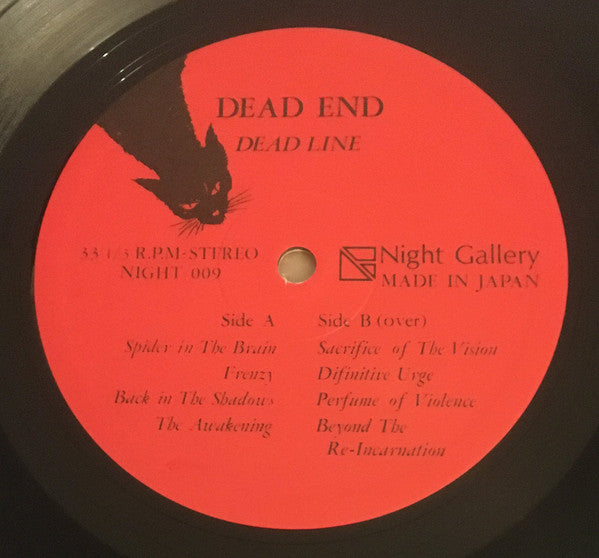 DEAD END
DEAD LINE
33 1/3 R.P.M-STEREO
NIGHT 009
Night Gallery
MADE IN JAPAN
Side A
Spider in The Brain
Frenzy
Back in The Shadows
The Awakening
Side B (over)
Sacrifice of The Vision
Difinitive Urge
Perfume of Violence
Beyond The
Re-Incarnation